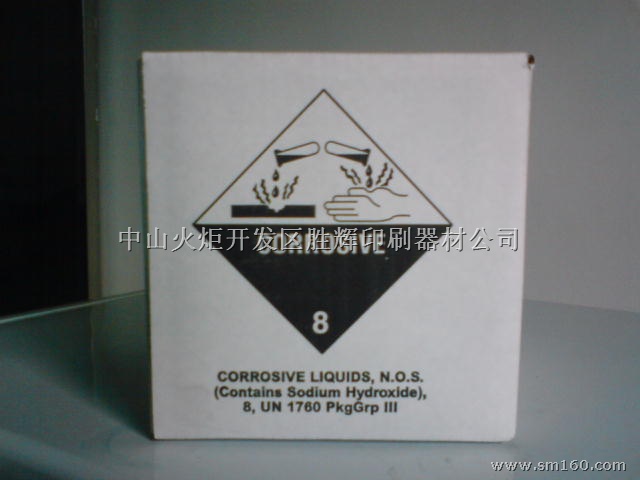 中山火炬开发区胜辉印刷器材公司
CORROSIVE
8
CORROSIVE LIQUIDS, N.O.S.
(Contains Sodium Hydroxide),
8, UN 1760 PkgGrp III
www.sm160.com